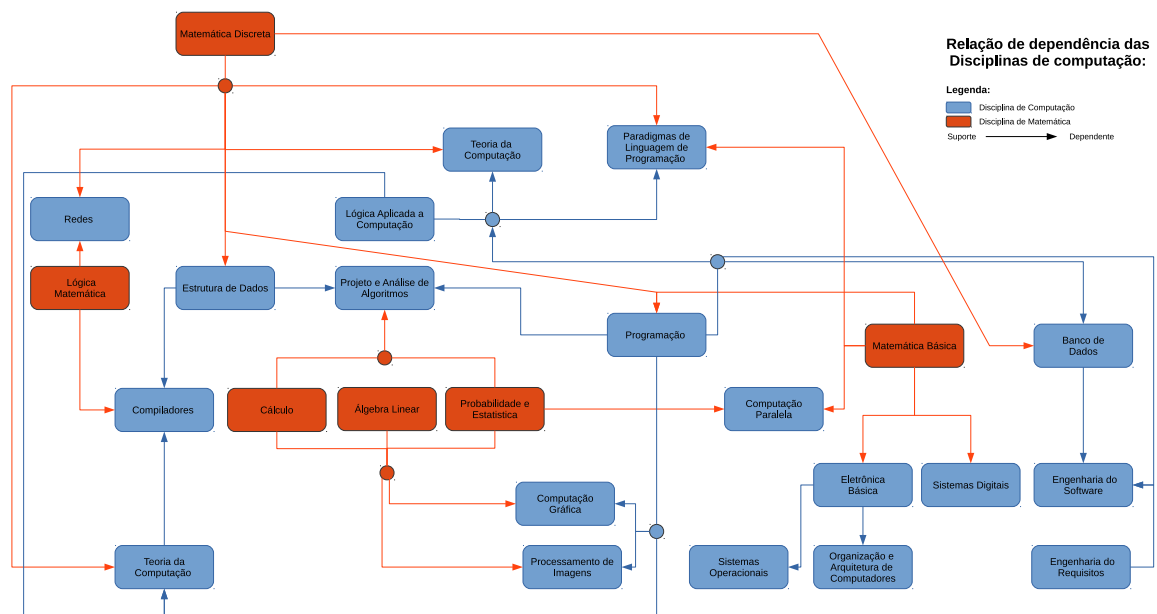 Matemática Discreta
Relação de dependência das
Disciplinas de computação:
Legenda:
Disciplina de Computação
Disciplina de Matemática
Suporte
Dependente
Teoria da
Computação
Paradigmas de
Linguagem de
Programação
Redes
Lógica Aplicada a
Computação
Lógica
Matemática
Estrutura de Dados
Projeto e Análise de
Algoritmos
Programação
Matemática Básica
Banco de
Dados
Compiladores
Cálculo
Álgebra Linear
Probabilidade e
Estatistica
Computação
Paralela
Eletrônica
Básica
Sistemas Digitais
Engenharia do
Software
Computação
Gráfica
Teoria da
Computação
Processamento de
Imagens
Sistemas
Operacionais
Organização e
Arquitetura de
Computadores
Engenharia do
Requisitos